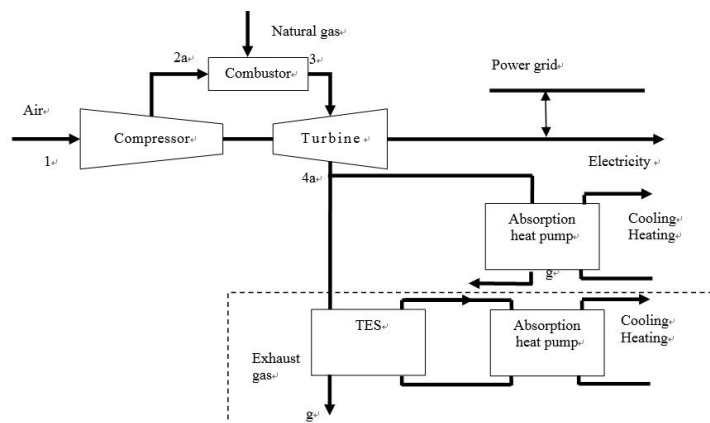 Natural gas
2a
3
Combustor
Power grid
Air
Compressor
Turbine
1
Electricity
4a
Absorption
heat pump
Cooling
Heating
g
TES
Absorption
heat pump
Cooling
Heating
Exhaust
gas
g